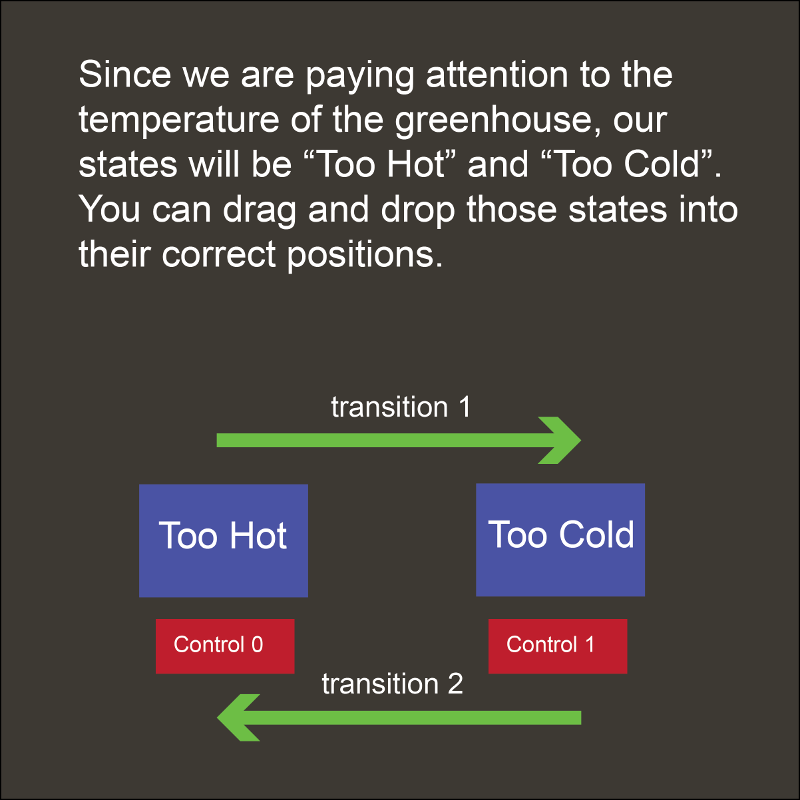 Since we are paying attention to the
temperature of the greenhouse, our
states will be “Too Hot” and “Too Cold”.
You can drag and drop those states into
their correct positions.
transition 1
Too Hot
Too Cold
Control 0
Control 1
transition 2